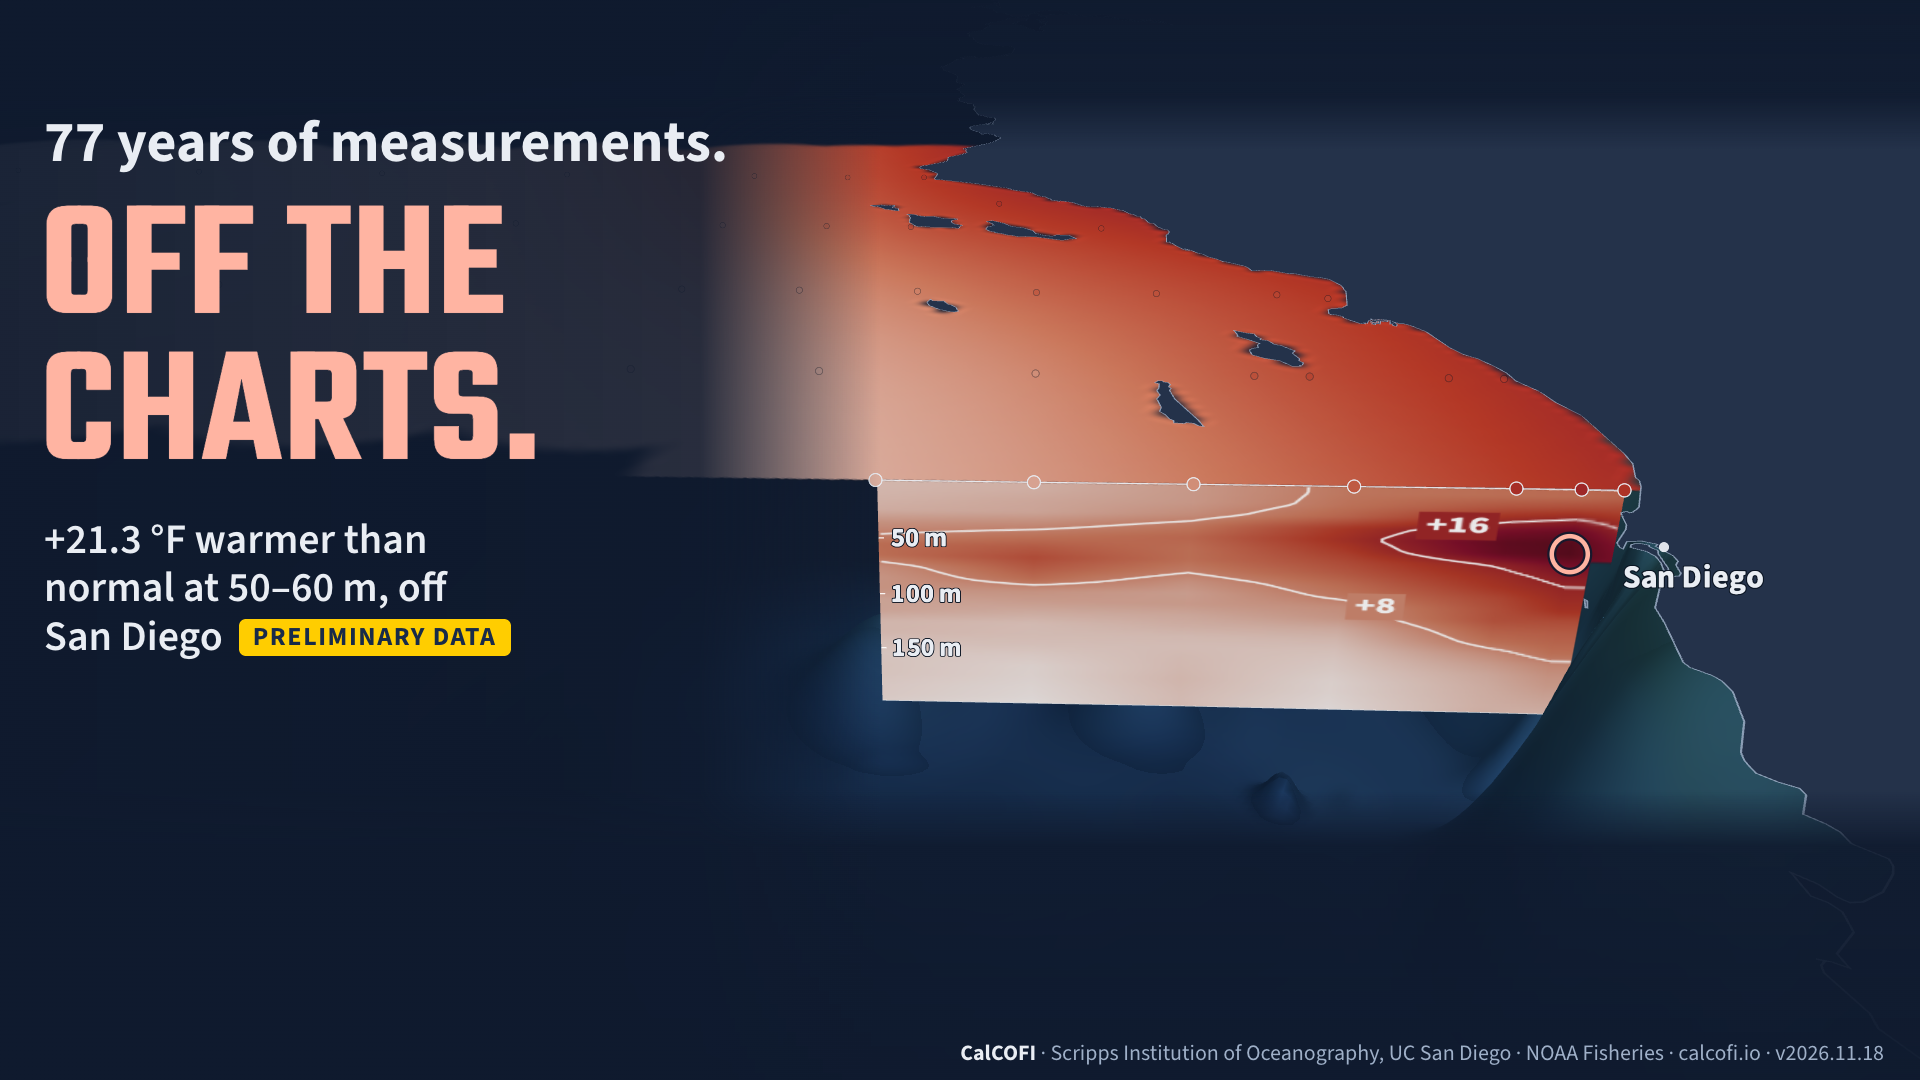 77 years of measurements.
OFF THE
CHARTS.
+21.3 °F warmer than
normal at 50–60 m, off
San Diego PRELIMINARY DATA
+16
50 m
San Diego
100 m
+8
150 m
CalCOFI · Scripps Institution of Oceanography, UC San Diego · NOAA Fisheries · calcofi.io · v2026.11.18